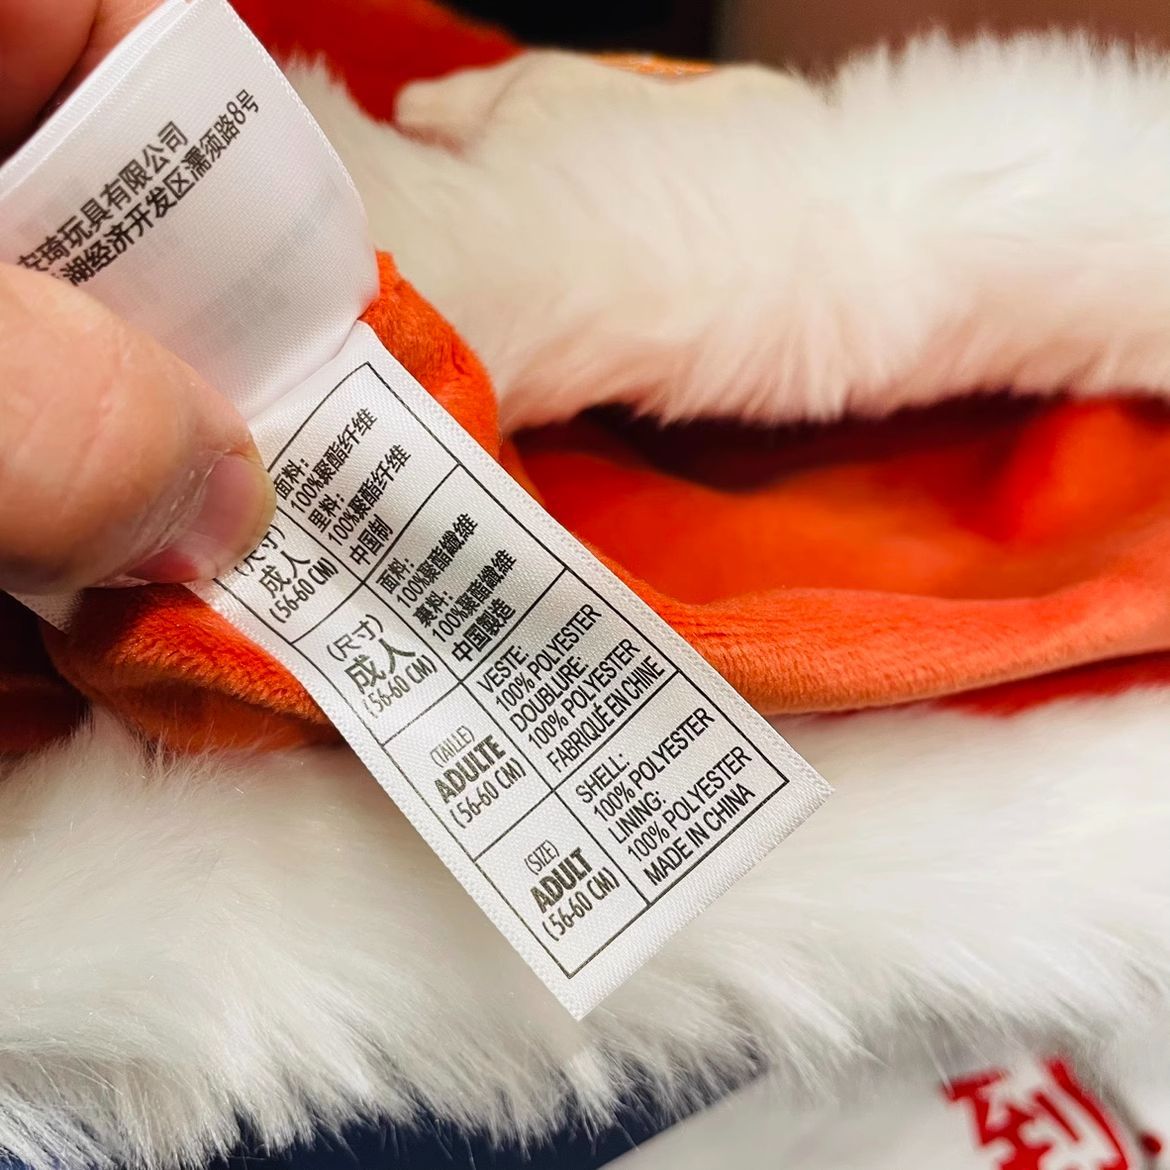 安琦玩具有限公司
湖经济开发区濡须路8号
面料:
100%聚酯纤维
里料:
100%聚酯纤维
中国制
(尺寸)
成人
(56-60 CM)
面料:
100%聚酯纖維
裏料:
100%聚酯纖維
中国製造
(尺寸)
成人
(56-60 CM)
VESTE:
100% POLYESTER
DOUBLURE:
100% POLYESTER
FABRIQUÉ EN CHINE
(TAILLE)
ADULTE
(56-60 CM)
SHELL:
100% POLYESTER
LINING:
100% POLYESTER
MADE IN CHINA
(SIZE)
ADULT
(56-60 CM)
到